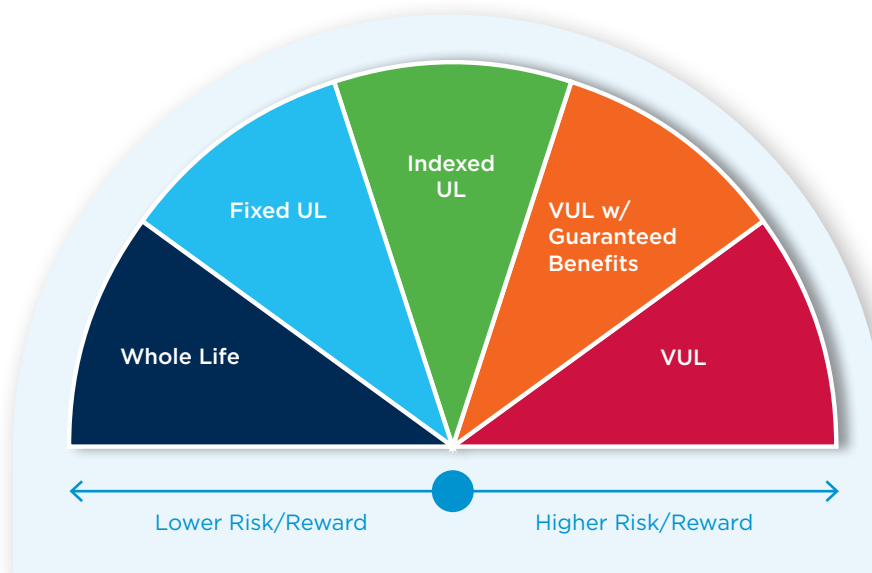 Whole Life
Fixed UL
Indexed
UL
VUL w/
Guaranteed
Benefits
VUL
Lower Risk/Reward
Higher Risk/Reward